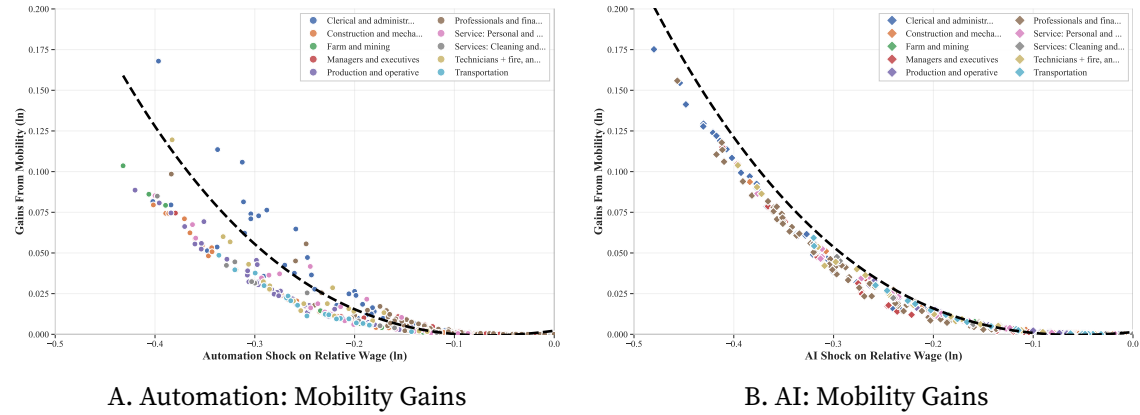 0.200
0.175
0.150
0.125
0.100
0.075
0.050
0.025
0.000
Gains From Mobility (ln)
Clerical and administr...
Construction and mecha...
Farm and mining
Managers and executives
Production and operative
Professionals and fina...
Service: Personal and ...
Services: Cleaning and...
Technicians + fire, an...
Transportation
−0.5 −0.4 −0.3 −0.2 −0.1 0.0
Automation Shock on Relative Wage (ln)
A. Automation: Mobility Gains
0.200
0.175
0.150
0.125
0.100
0.075
0.050
0.025
0.000
Gains From Mobility (ln)
Clerical and administr...
Construction and mecha...
Farm and mining
Managers and executives
Production and operative
Professionals and fina...
Service: Personal and ...
Services: Cleaning and...
Technicians + fire, an...
Transportation
−0.5 −0.4 −0.3 −0.2 −0.1 0.0
AI Shock on Relative Wage (ln)
B. AI: Mobility Gains